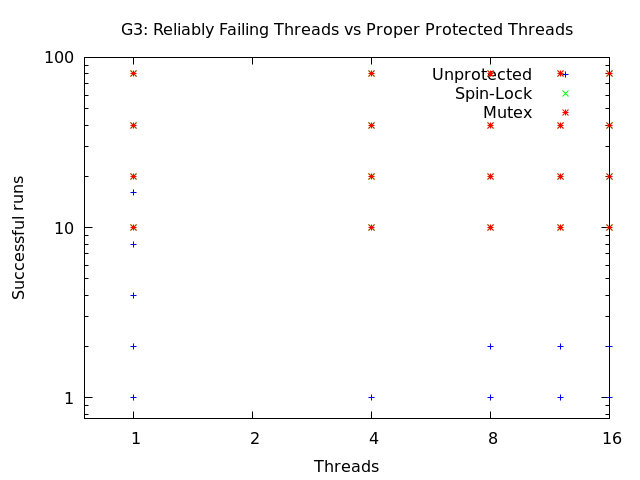 G3: Reliably Failing Threads vs Proper Protected Threads
100
10
1
Successful runs
Unprotected
Spin-Lock
Mutex
1 2 4 8 16
Threads